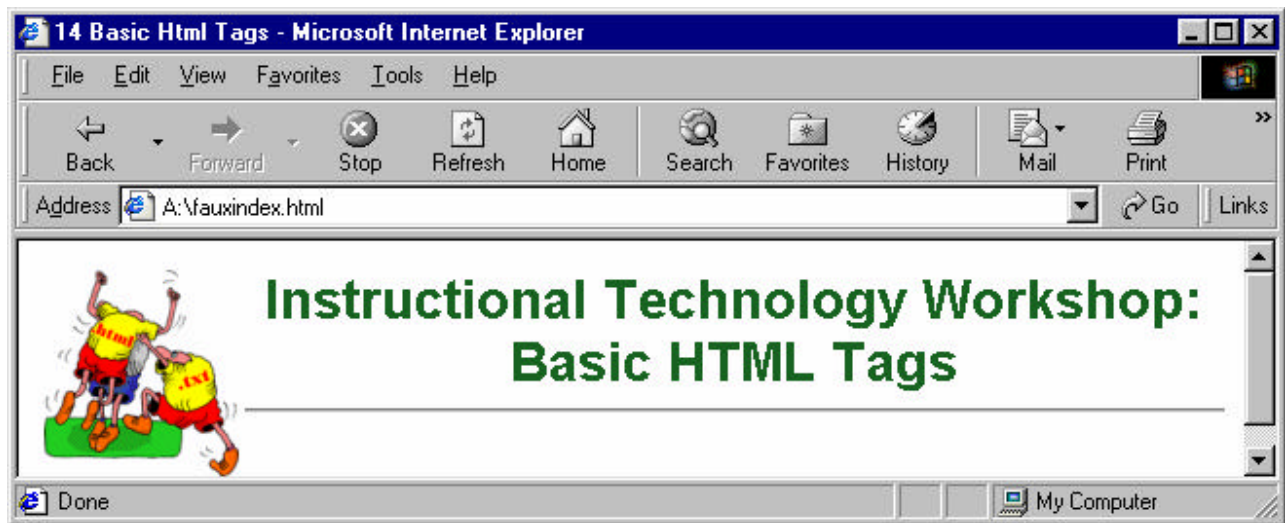 14 Basic Html Tags - Microsoft Internet Explorer
File Edit View Favorites Tools Help
Back Forward Stop Refresh Home Search Favorites History Mail Print »
Address A:\fauxindex.html Go Links
Instructional Technology Workshop:
Basic HTML Tags
.html
.txt
Done My Computer